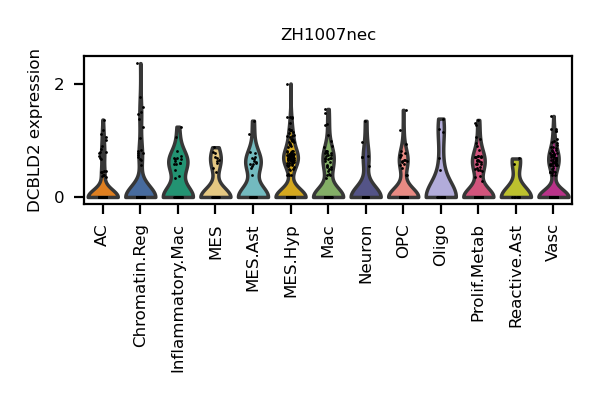 ZH1007nec
DCBLD2 expression
2
0
AC
Chromatin.Reg
Inflammatory.Mac
MES
MES.Ast
MES.Hyp
Mac
Neuron
OPC
Oligo
Prolif.Metab
Reactive.Ast
Vasc